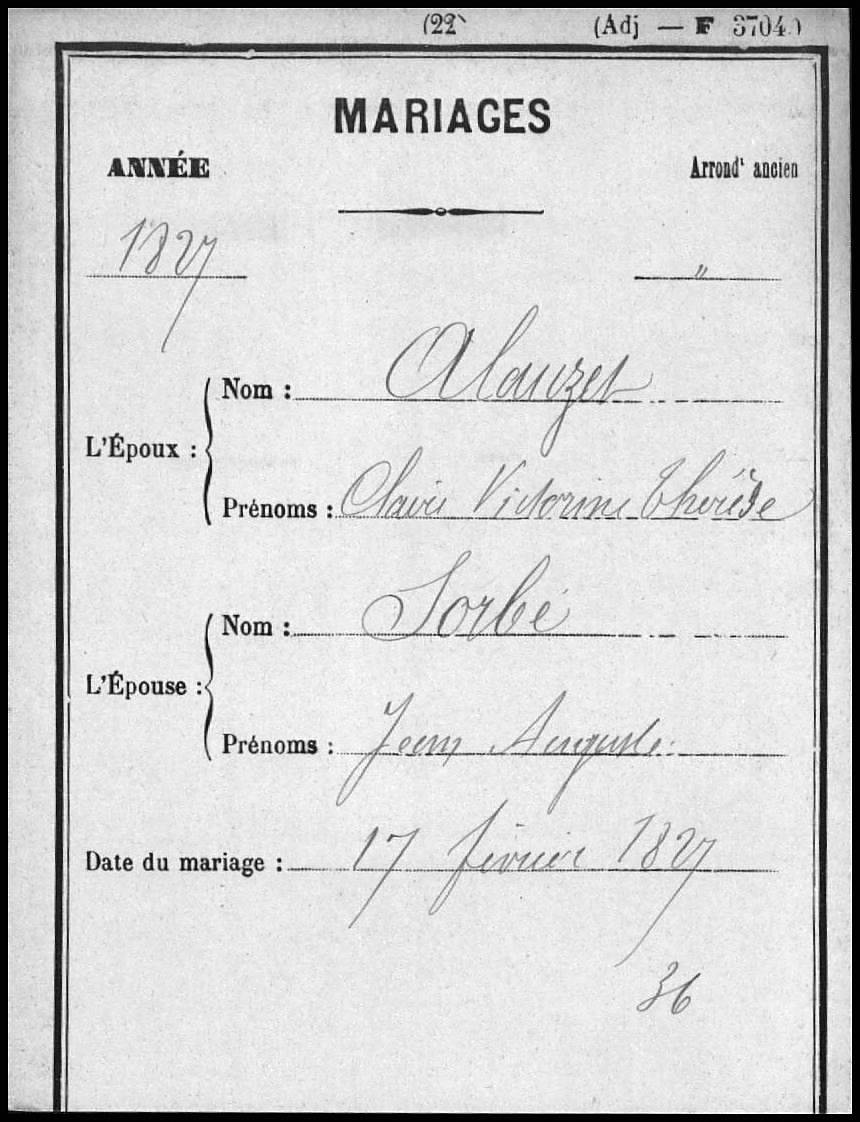 (22) (Adj — F 3704.)
MARIAGES
ANNÉE Arrondt ancien
1827 "
L'Époux :
Nom : Alauzet
Prénoms : Claire Victorine Thérèse
L'Épouse :
Nom : Sorbé
Prénoms : Jean Auguste
Date du mariage : 17 février 1827
36